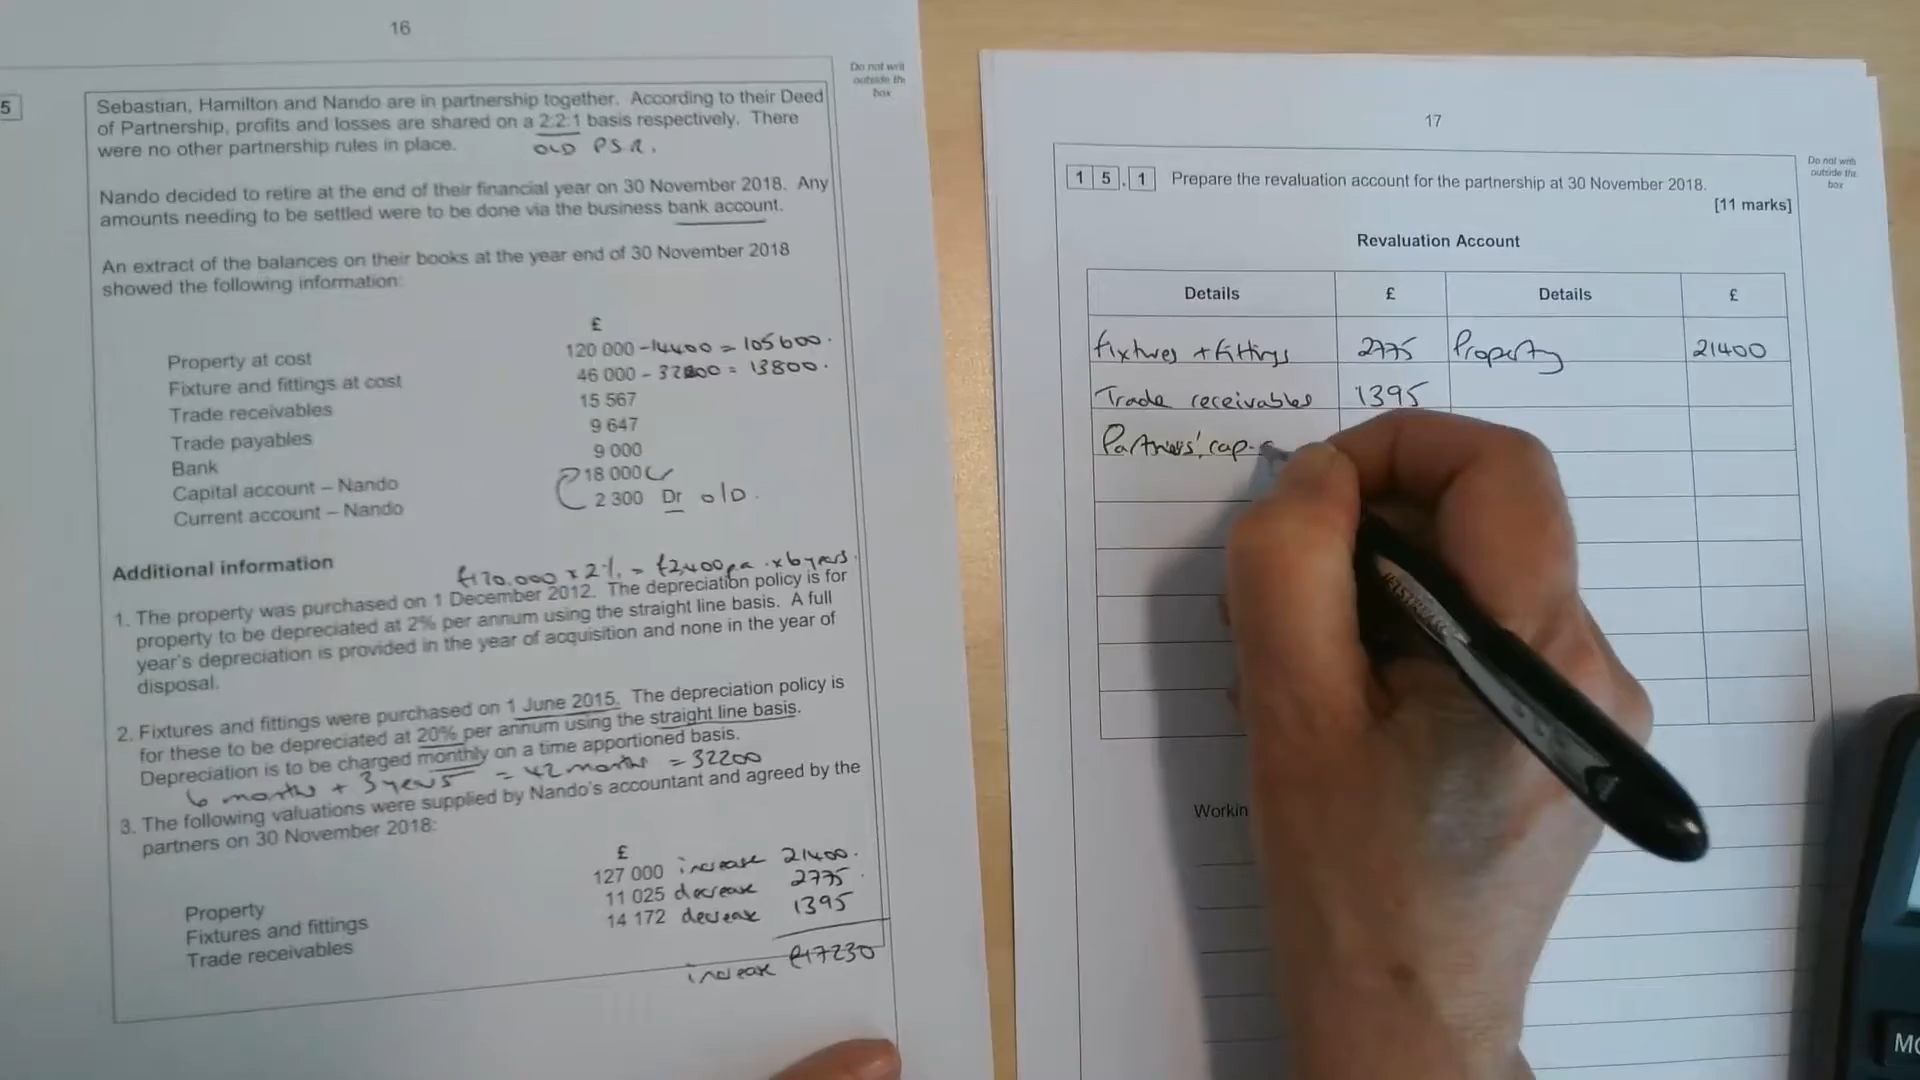 16
Do not writ
outside the
box
5
Sebastian, Hamilton and Nando are in partnership together. According to their Deed
of Partnership, profits and losses are shared on a 2:2:1 basis respectively. There
were no other partnership rules in place.
OLD PSR.
Nando decided to retire at the end of their financial year on 30 November 2018. Any
amounts needing to be settled were to be done via the business bank account.
An extract of the balances on their books at the year end of 30 November 2018
showed the following information:
£
Property at cost 120 000 - 14400 = 105600.
Fixture and fittings at cost 46 000 - 32200 = 13800.
Trade receivables 15 567
Trade payables 9 647
Bank 9 000
Capital account – Nando 18 000
Current account – Nando 2 300 Dr old.
Additional information
£120,000 x 2% = £2,400 pa. x 6 years.
1. The property was purchased on 1 December 2012. The depreciation policy is for
property to be depreciated at 2% per annum using the straight line basis. A full
year's depreciation is provided in the year of acquisition and none in the year of
disposal.
2. Fixtures and fittings were purchased on 1 June 2015. The depreciation policy is
for these to be depreciated at 20% per annum using the straight line basis.
Depreciation is to be charged monthly on a time apportioned basis.
6 months + 3 years = 42 months = 32200
3. The following valuations were supplied by Nando's accountant and agreed by the
partners on 30 November 2018:
£
Property 127 000 increase 21400.
Fixtures and fittings 11 025 decrease 2775.
Trade receivables 14 172 decrease 1395
increase £17230
17
Do not write
outside the
box
1 5 . 1 Prepare the revaluation account for the partnership at 30 November 2018.
[11 marks]
Revaluation Account
Details £ Details £
fixtures + fittings 2775 Property 21400
Trade receivables 1395
Partners' cap
Workin